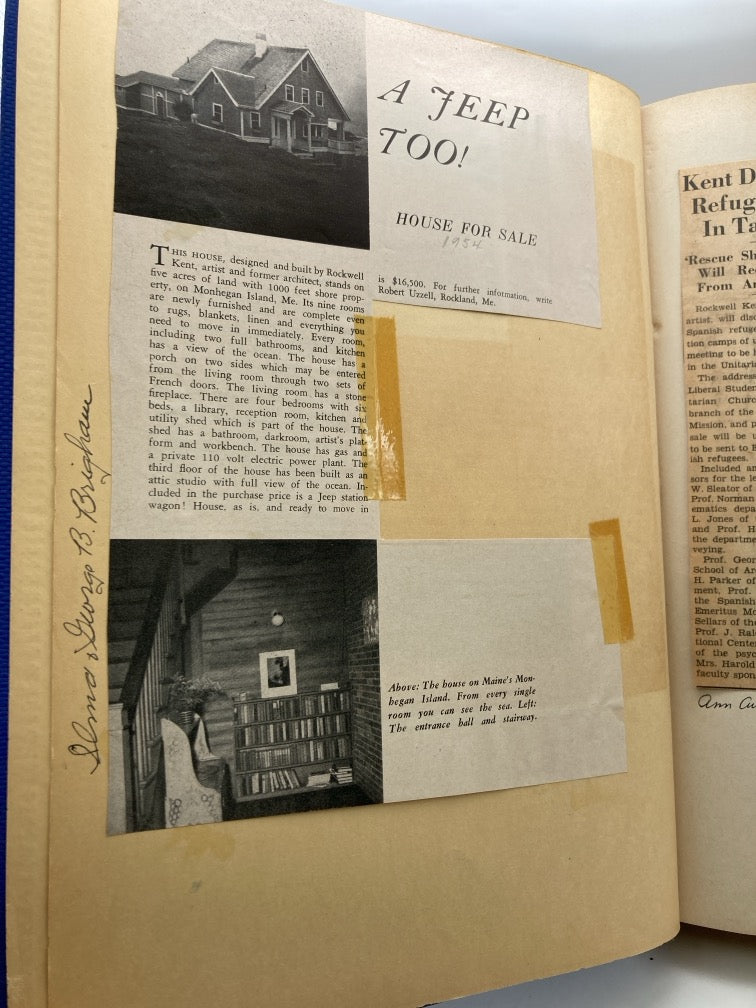 A JEEP
TOO!
HOUSE FOR SALE
1954
THIS HOUSE, designed and built by Rockwell
Kent, artist and former architect, stands on
five acres of land with 1000 feet shore prop-
erty, on Monhegan Island, Me. Its nine rooms
are newly furnished and are complete even
to rugs, blankets, linen and everything you
need to move in immediately. Every room,
including two full bathrooms, and kitchen
has a view of the ocean. The house has a
porch on two sides which may be entered
from the living room through two sets of
French doors. The living room has a stone
fireplace. There are four bedrooms with six
beds, a library, reception room, kitchen and
utility shed which is part of the house. The
shed has a bathroom, darkroom, artist's plat-
form and workbench. The house has gas and
a private 110 volt electric power plant. The
third floor of the house has been built as an
attic studio with full view of the ocean. In-
cluded in the purchase price is a Jeep station
wagon! House, as is, and ready to move in
is $16,500. For further information, write
Robert Uzzell, Rockland, Me.
Above: The house on Maine's Mon-
began Island. From every single
room you can see the sea. Left:
The entrance hall and stairway.
Ilma & George B. Brigham
Kent D
Refug
In Ta
'Rescue Sh
Will Re
From Ar
Rockwell Ke
artist, will disc
Spanish refuge
tion camps of
meeting to be h
in the Unitaria
The address
Liberal Studen
tarian Churc
branch of the
Mission, and p
sale will be u
to be sent to E
ish refugees.
Included an
sors for the le
W. Sleator of
Prof. Norman
ematics depa
L. Jones of
and Prof. H
the departme
veying.
Prof. Geor
School of Ar
H. Parker of
ment, Prof.
the Spanish
Emeritus Mo
Sellars of the
Prof. J. Rale
tional Center
of the psyc
Mrs. Harold
faculty spon
Ann